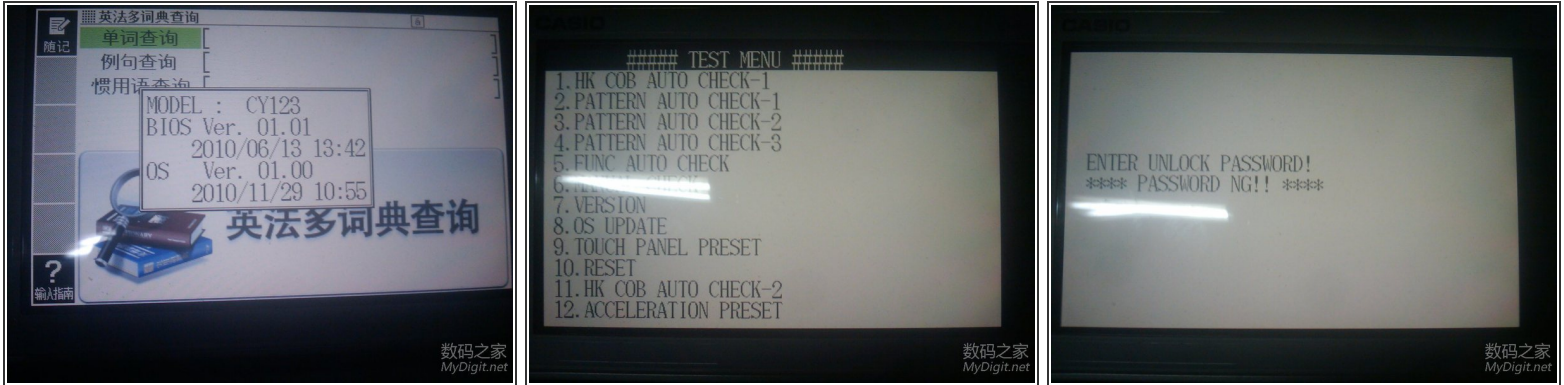 英法多词典查询
随记
单词查询
例句查询
惯用语查询
MODEL : CY123
BIOS Ver. 01.01
2010/06/13 13:42
OS Ver. 01.00
2010/11/29 10:55
英法多词典查询
?
输入指南
数码之家
MyDigit.net
CASIO
##### TEST MENU #####
1.HK COB AUTO CHECK-1
2.PATTERN AUTO CHECK-1
3.PATTERN AUTO CHECK-2
4.PATTERN AUTO CHECK-3
5.FUNC AUTO CHECK
6.MANUAL CHECK
7.VERSION
8.OS UPDATE
9.TOUCH PANEL PRESET
10.RESET
11.HK COB AUTO CHECK-2
12.ACCELERATION PRESET
数码之家
MyDigit.net
CASIO
ENTER UNLOCK PASSWORD!
**** PASSWORD NG!! ****
数码之家
MyDigit.net